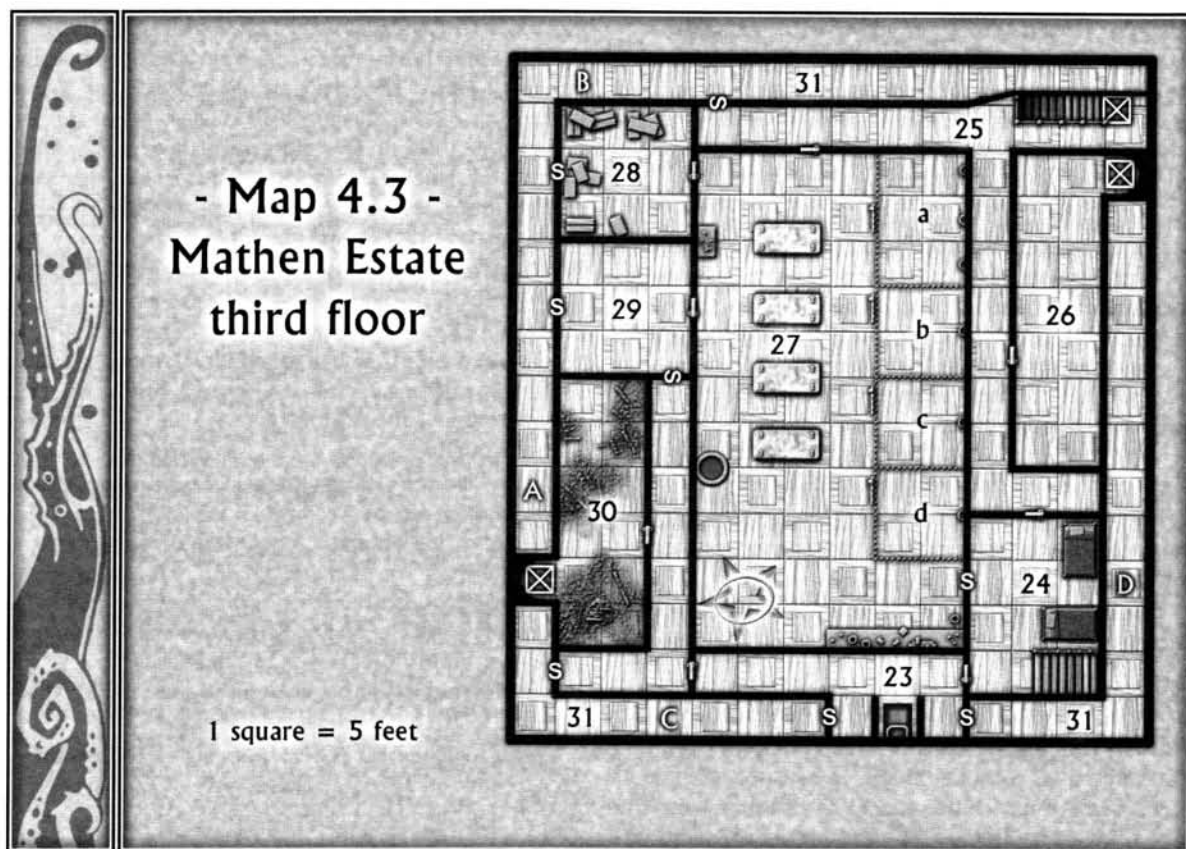 - Map 4.3 -
Mathen Estate
third floor
1 square = 5 feet
B
31
S
25
S
28
a
S
29
27
b
26
S
c
A
30
d
S
24
D
S
23
31
C
S
S
31